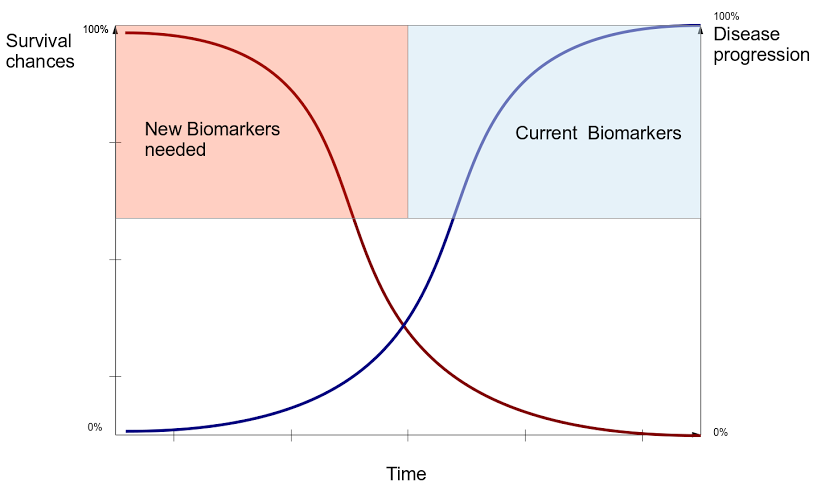 100%
Survival
chances
100%
Disease
progression
New Biomarkers
needed
Current  Biomarkers
0%
0%
Time